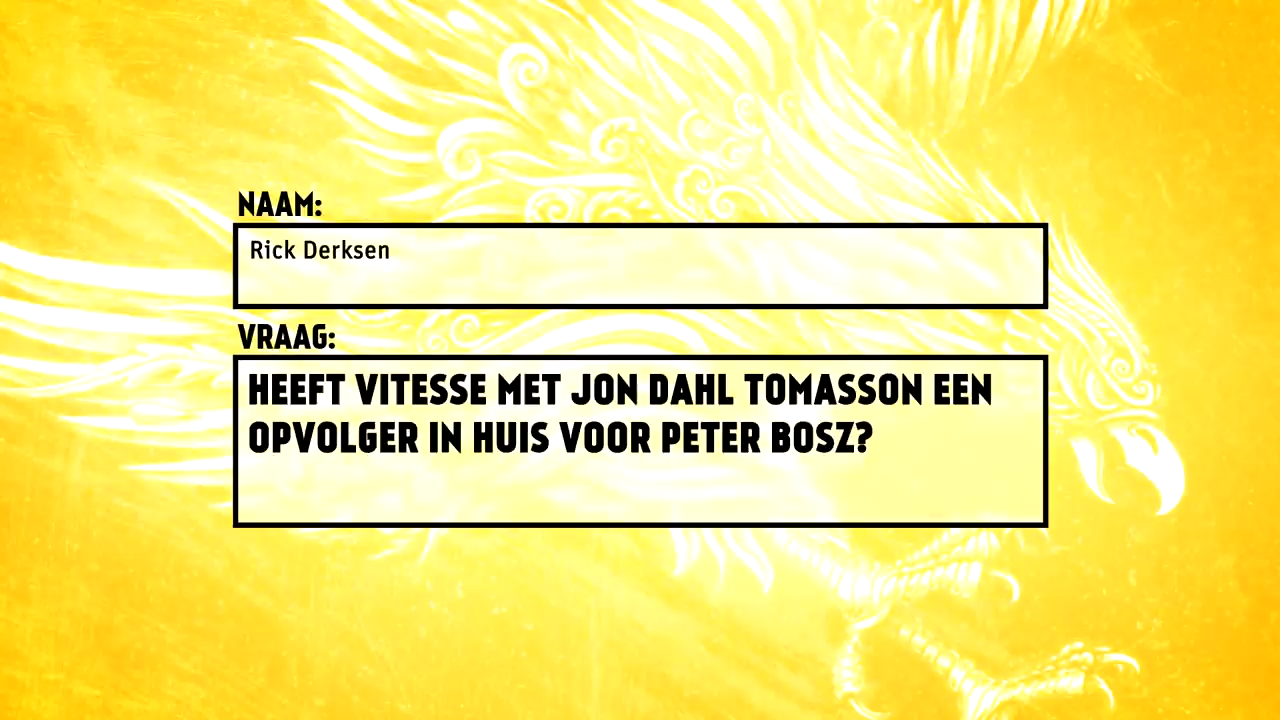 NAAM:
Rick Derksen
VRAAG:
HEEFT VITESSE MET JON DAHL TOMASSON EEN
OPVOLGER IN HUIS VOOR PETER BOSZ?